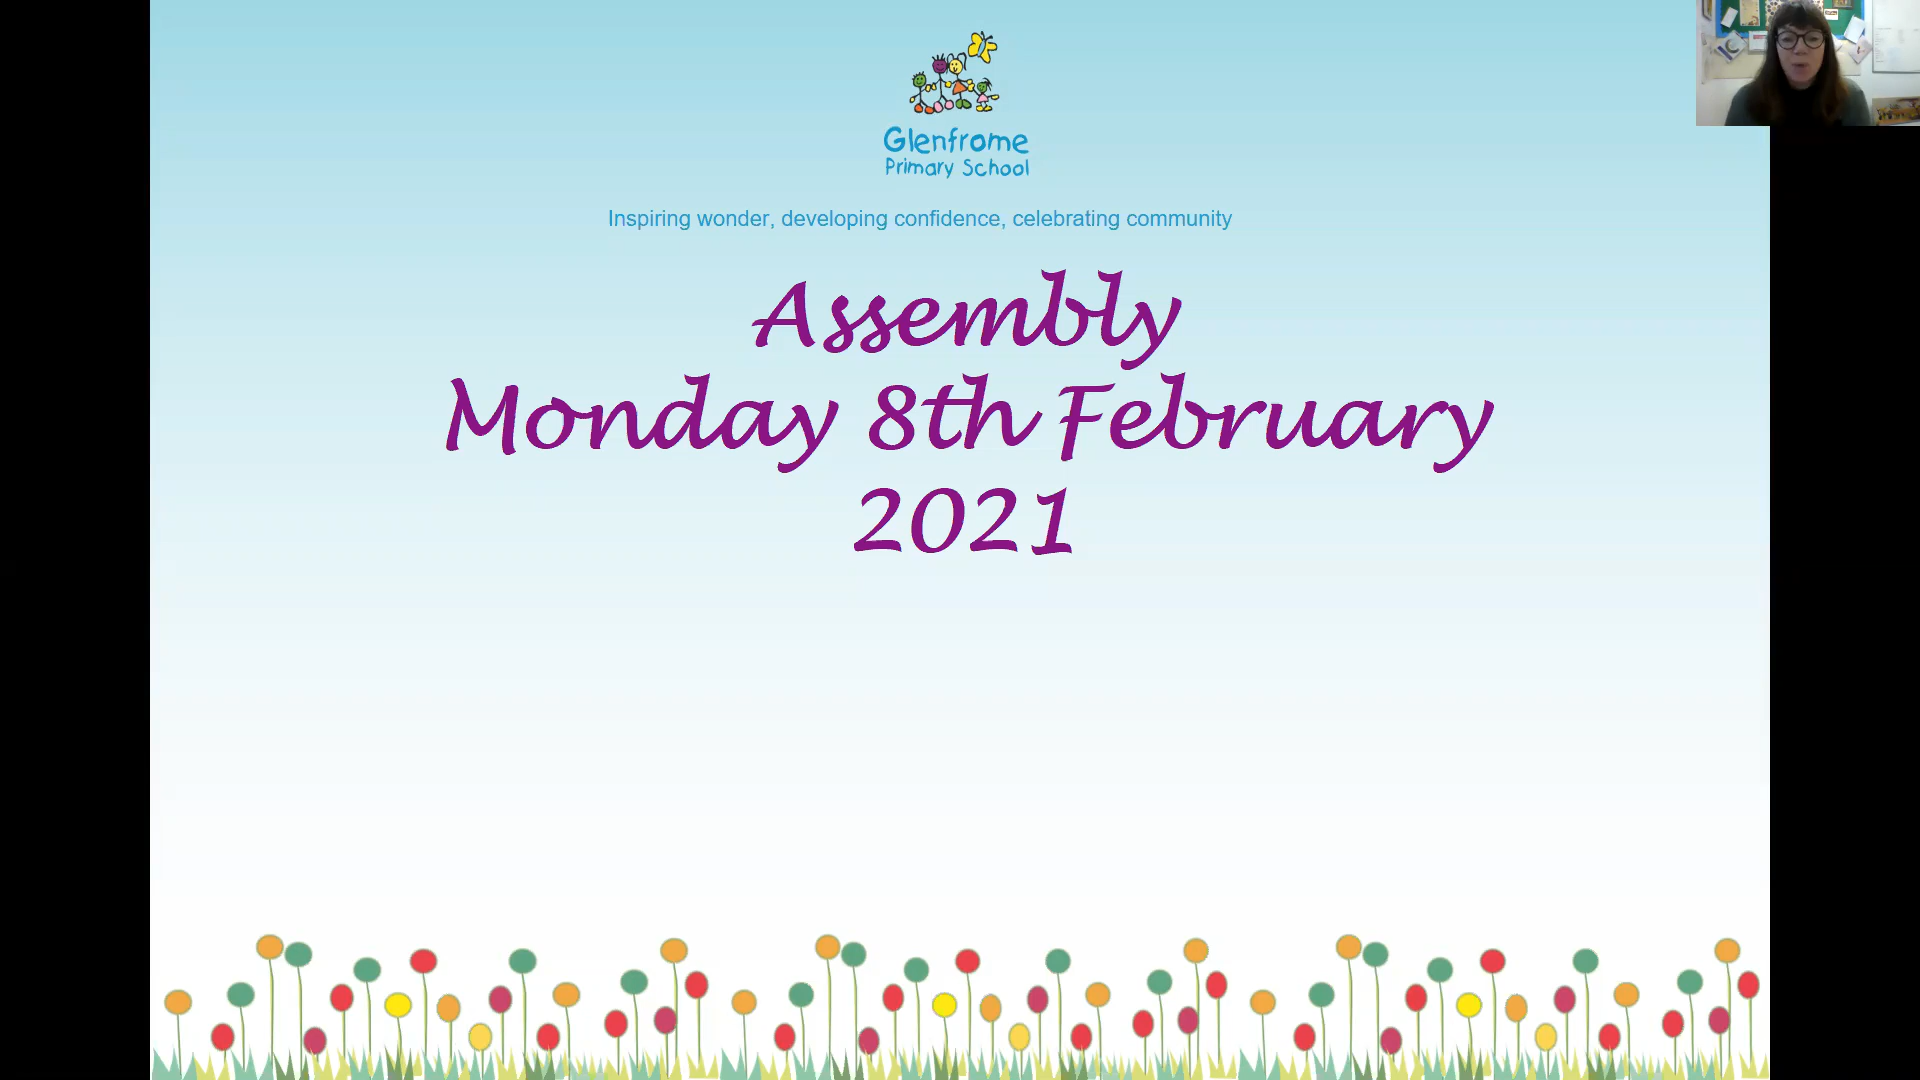 Glenfrome
Primary School
Inspiring wonder, developing confidence, celebrating community
Assembly
Monday 8th February
2021